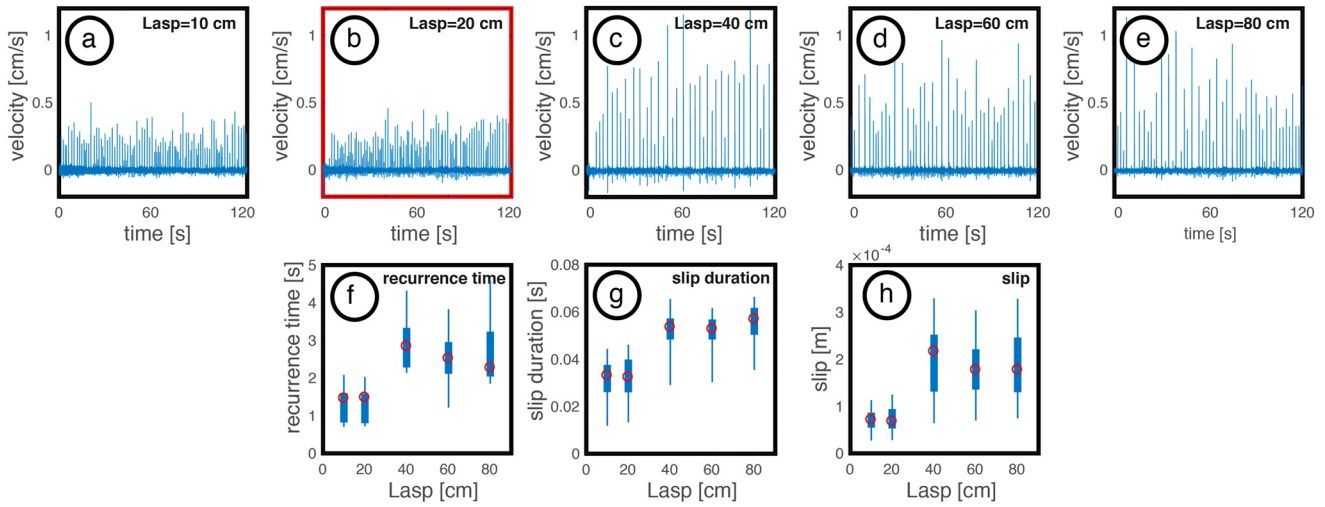 a
Lasp=10 cm
velocity [cm/s]
1
0.5
0
0
60
120
time [s]
b
Lasp=20 cm
velocity [cm/s]
1
0.5
0
0
60
120
time [s]
c
Lasp=40 cm
velocity [cm/s]
1
0.5
0
0
60
120
time [s]
d
Lasp=60 cm
velocity [cm/s]
1
0.5
0
0
60
120
time [s]
e
Lasp=80 cm
velocity [cm/s]
1
0.5
0
0
60
120
time [s]
f
recurrence time
recurrence time [s]
5
4
3
2
1
0
0
20
40
60
80
Lasp [cm]
g
slip duration
slip duration [s]
0.08
0.06
0.04
0.02
0
0
20
40
60
80
Lasp [cm]
×10⁻⁴
h
slip
slip [m]
4
3
2
1
0
0
20
40
60
80
Lasp [cm]